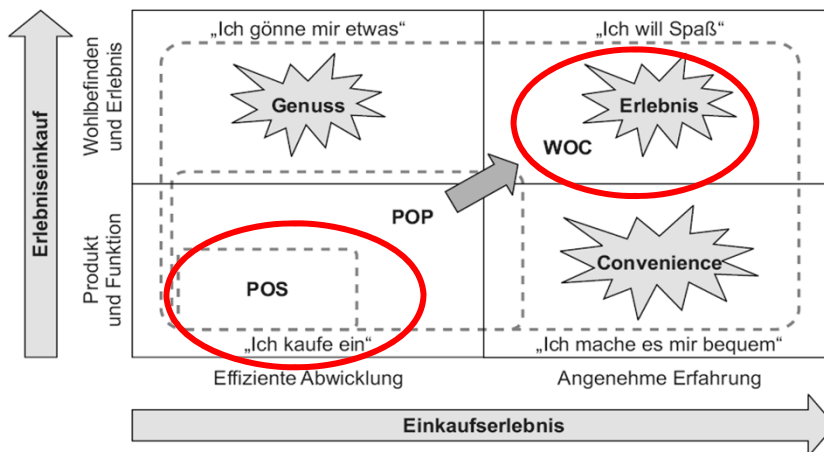 „Ich gönne mir etwas“
„Ich will Spaß“
Erlebniseinkauf
Wohlbefinden
und Erlebnis
Genuss
Erlebnis
WOC
Produkt
und Funktion
POP
POS
Convenience
„Ich kaufe ein“
„Ich mache es mir bequem“
Effiziente Abwicklung
Angenehme Erfahrung
Einkaufserlebnis